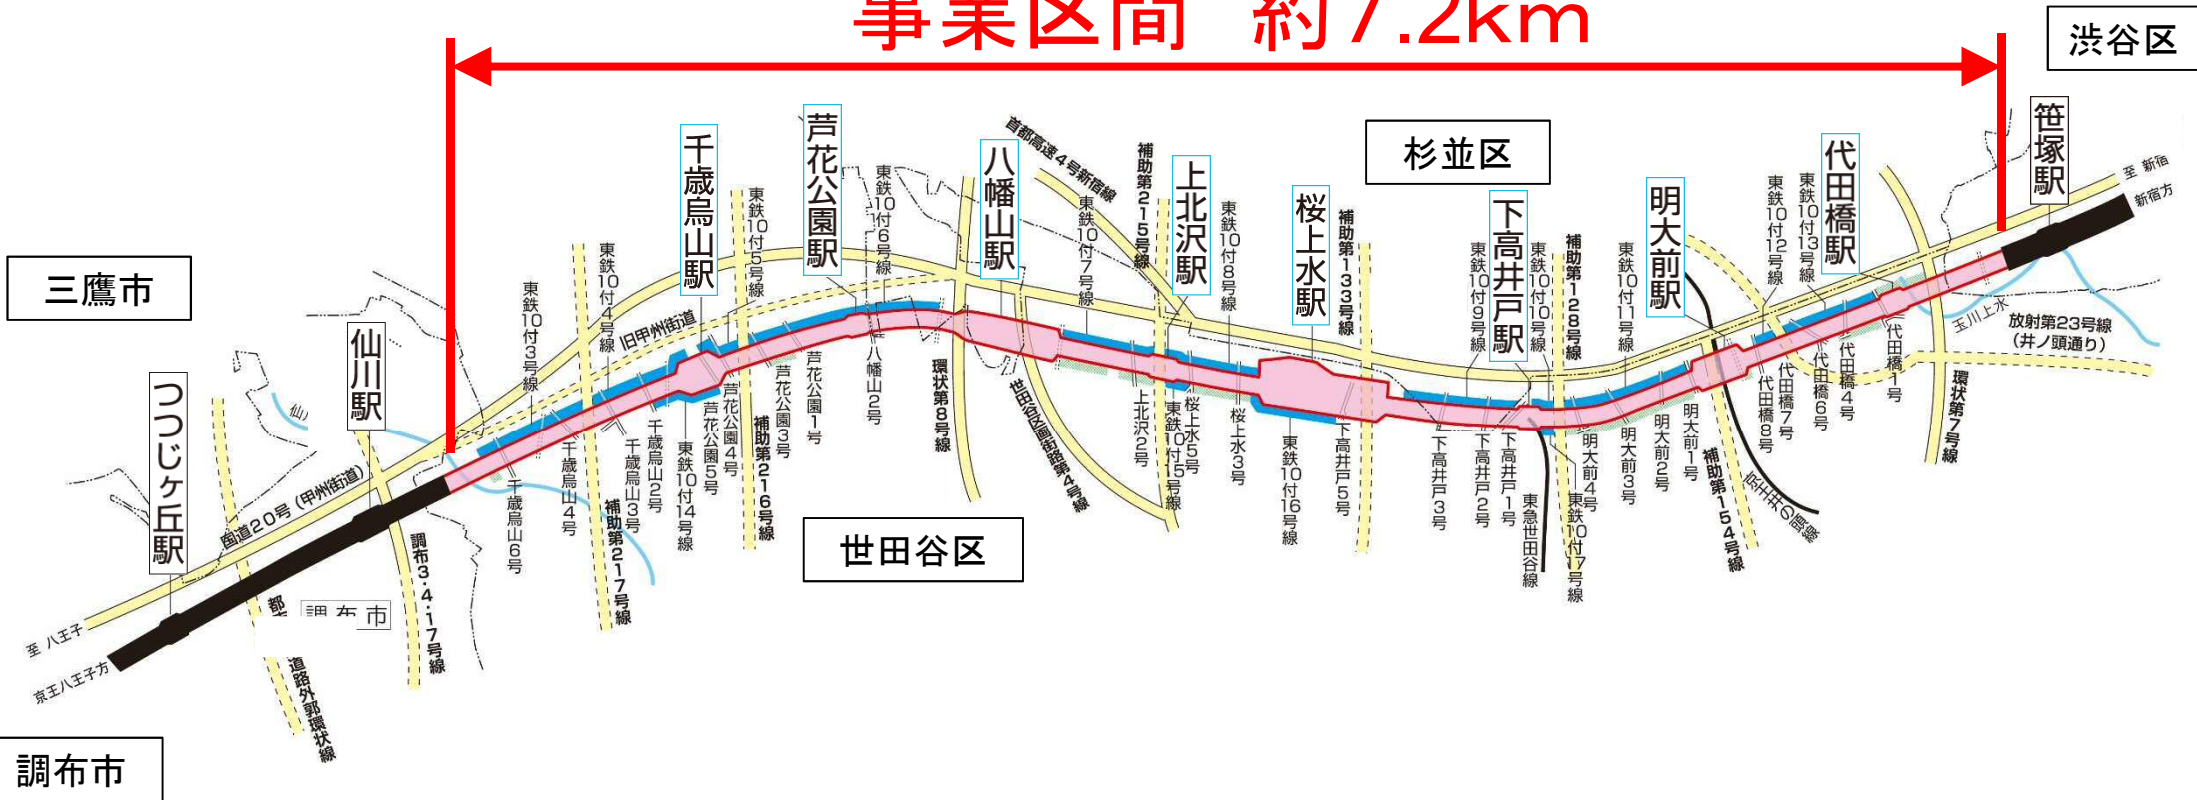 事業区間 約7.2km
渋谷区
杉並区
三鷹市
世田谷区
調布市
調布市
つつじヶ丘駅
仙川駅
千歳烏山駅
芦花公園駅
八幡山駅
上北沢駅
桜上水駅
下高井戸駅
明大前駅
代田橋駅
笹塚駅
至 新宿
新宿方
至 八王子
京王八王子方
国道20号(甲州街道)
旧甲州街道
首都高速4号新宿線
東鉄10付3号線
東鉄10付4号線
東鉄10付5号線
東鉄10付6号線
東鉄10付7号線
補助第215号線
東鉄10付8号線
補助第133号線
東鉄10付9号線
東鉄10付10号線
補助第128号線
東鉄10付11号線
東鉄10付12号線
東鉄10付13号線
玉川上水
放射第23号線
(井ノ頭通り)
環状第7号線
調布3・4・17号線
道路外郭環状線
千歳烏山6号
千歳烏山4号
補助第217号線
千歳烏山3号
千歳烏山2号
東鉄10付14号線
芦花公園5号
芦花公園4号
補助第216号線
芦花公園3号
芦花公園1号
八幡山2号
環状第8号線
世田谷区画街路第4号線
上北沢2号
東鉄10付15号線
桜上水5号
桜上水3号
東鉄10付16号線
下高井戸5号
下高井戸3号
下高井戸2号
下高井戸1号
東急世田谷線
東鉄10付17号線
明大前4号
明大前3号
明大前2号
明大前1号
補助第154号線
京王井の頭線
代田橋8号
代田橋7号
代田橋6号
代田橋4号
代田橋1号